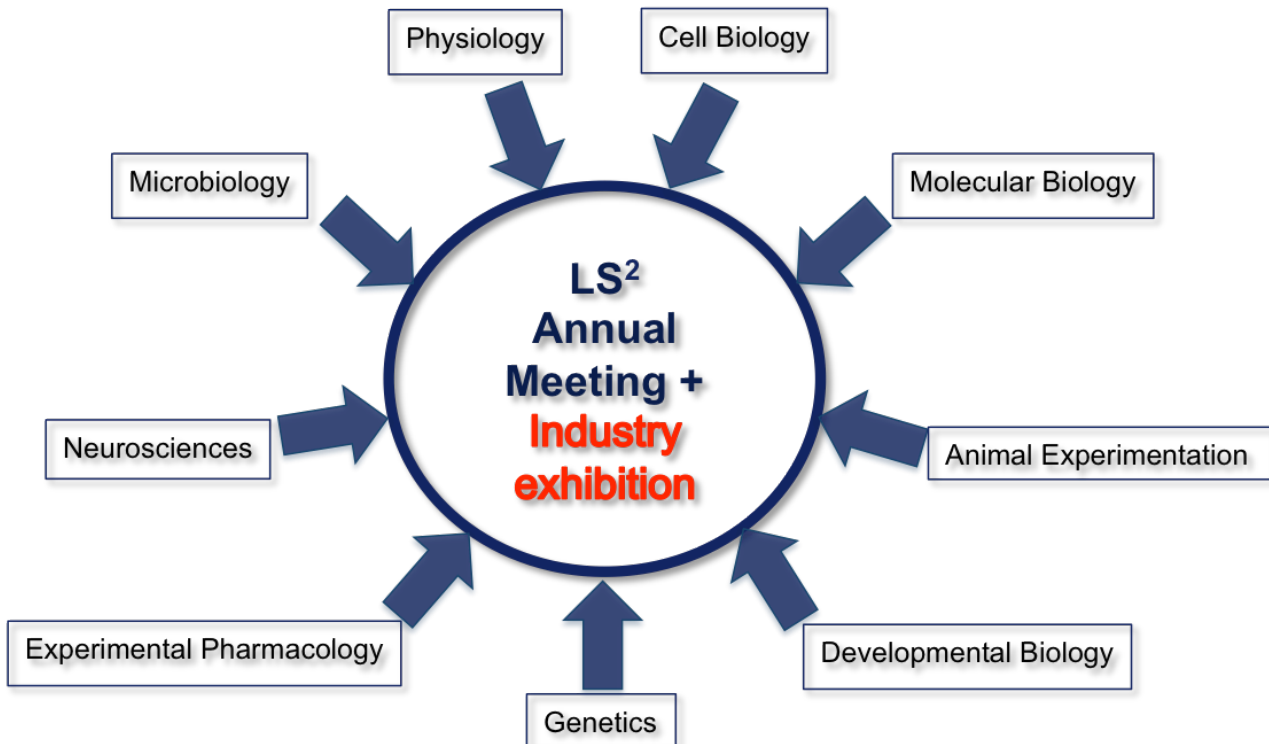 Physiology
Cell Biology
Microbiology
Molecular Biology
LS²
Annual
Meeting +
Industry
exhibition
Neurosciences
Animal Experimentation
Experimental Pharmacology
Developmental Biology
Genetics